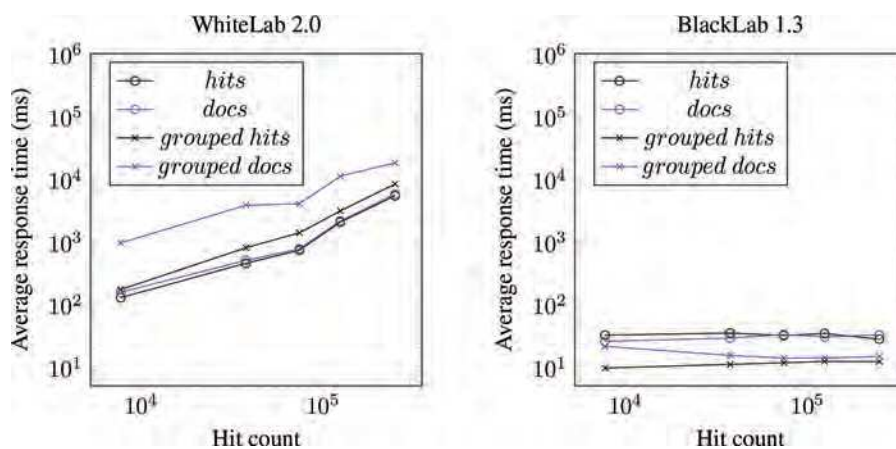 WhiteLab 2.0
Average response time (ms)
10^6
10^5
10^4
10^3
10^2
10^1
hits
docs
grouped hits
grouped docs
10^4
10^5
Hit count
BlackLab 1.3
Average response time (ms)
10^6
10^5
10^4
10^3
10^2
10^1
hits
docs
grouped hits
grouped docs
10^4
10^5
Hit count